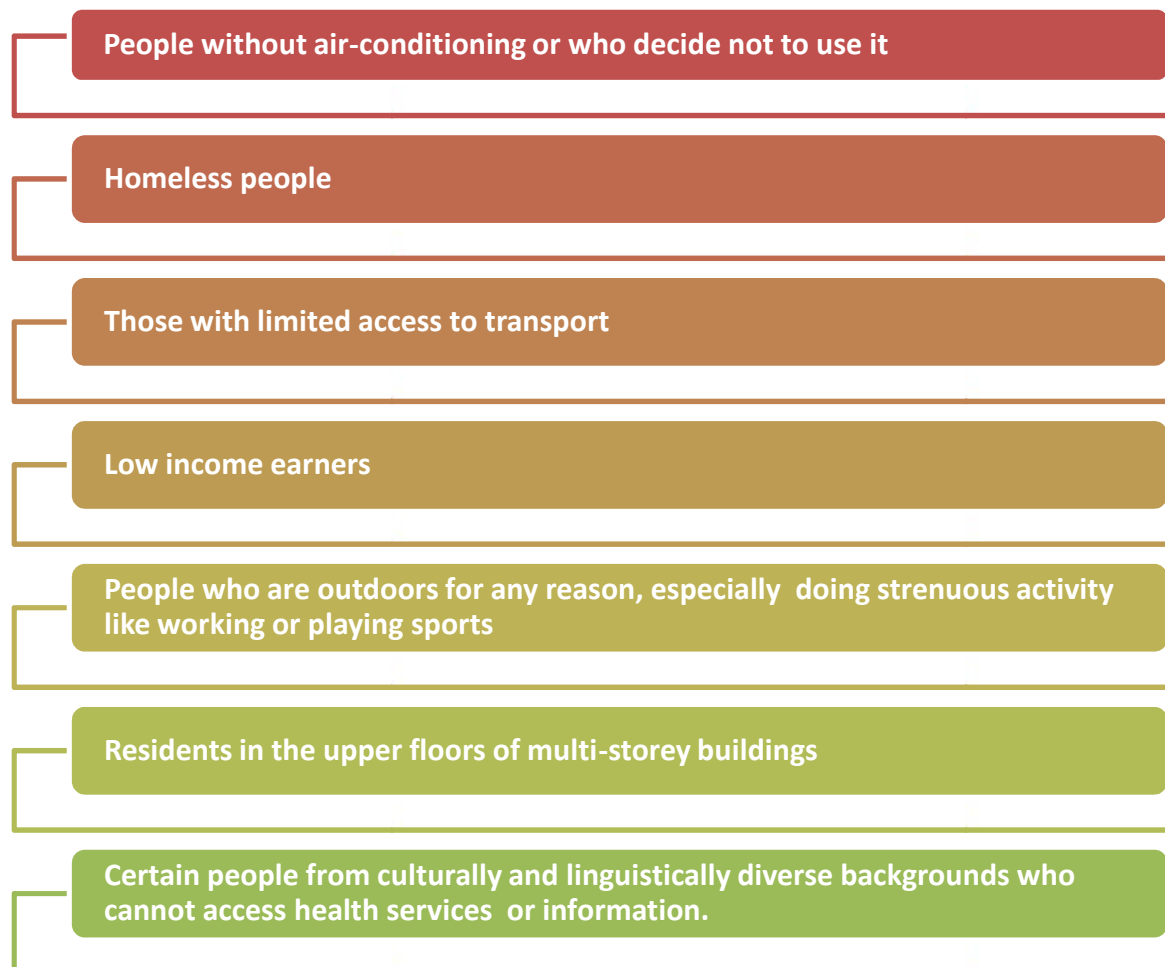 People without air-conditioning or who decide not to use it
Homeless people
Those with limited access to transport
Low income earners
People who are outdoors for any reason, especially  doing strenuous activity
like working or playing sports
Residents in the upper floors of multi-storey buildings
Certain people from culturally and linguistically diverse backgrounds who
cannot access health services  or information.